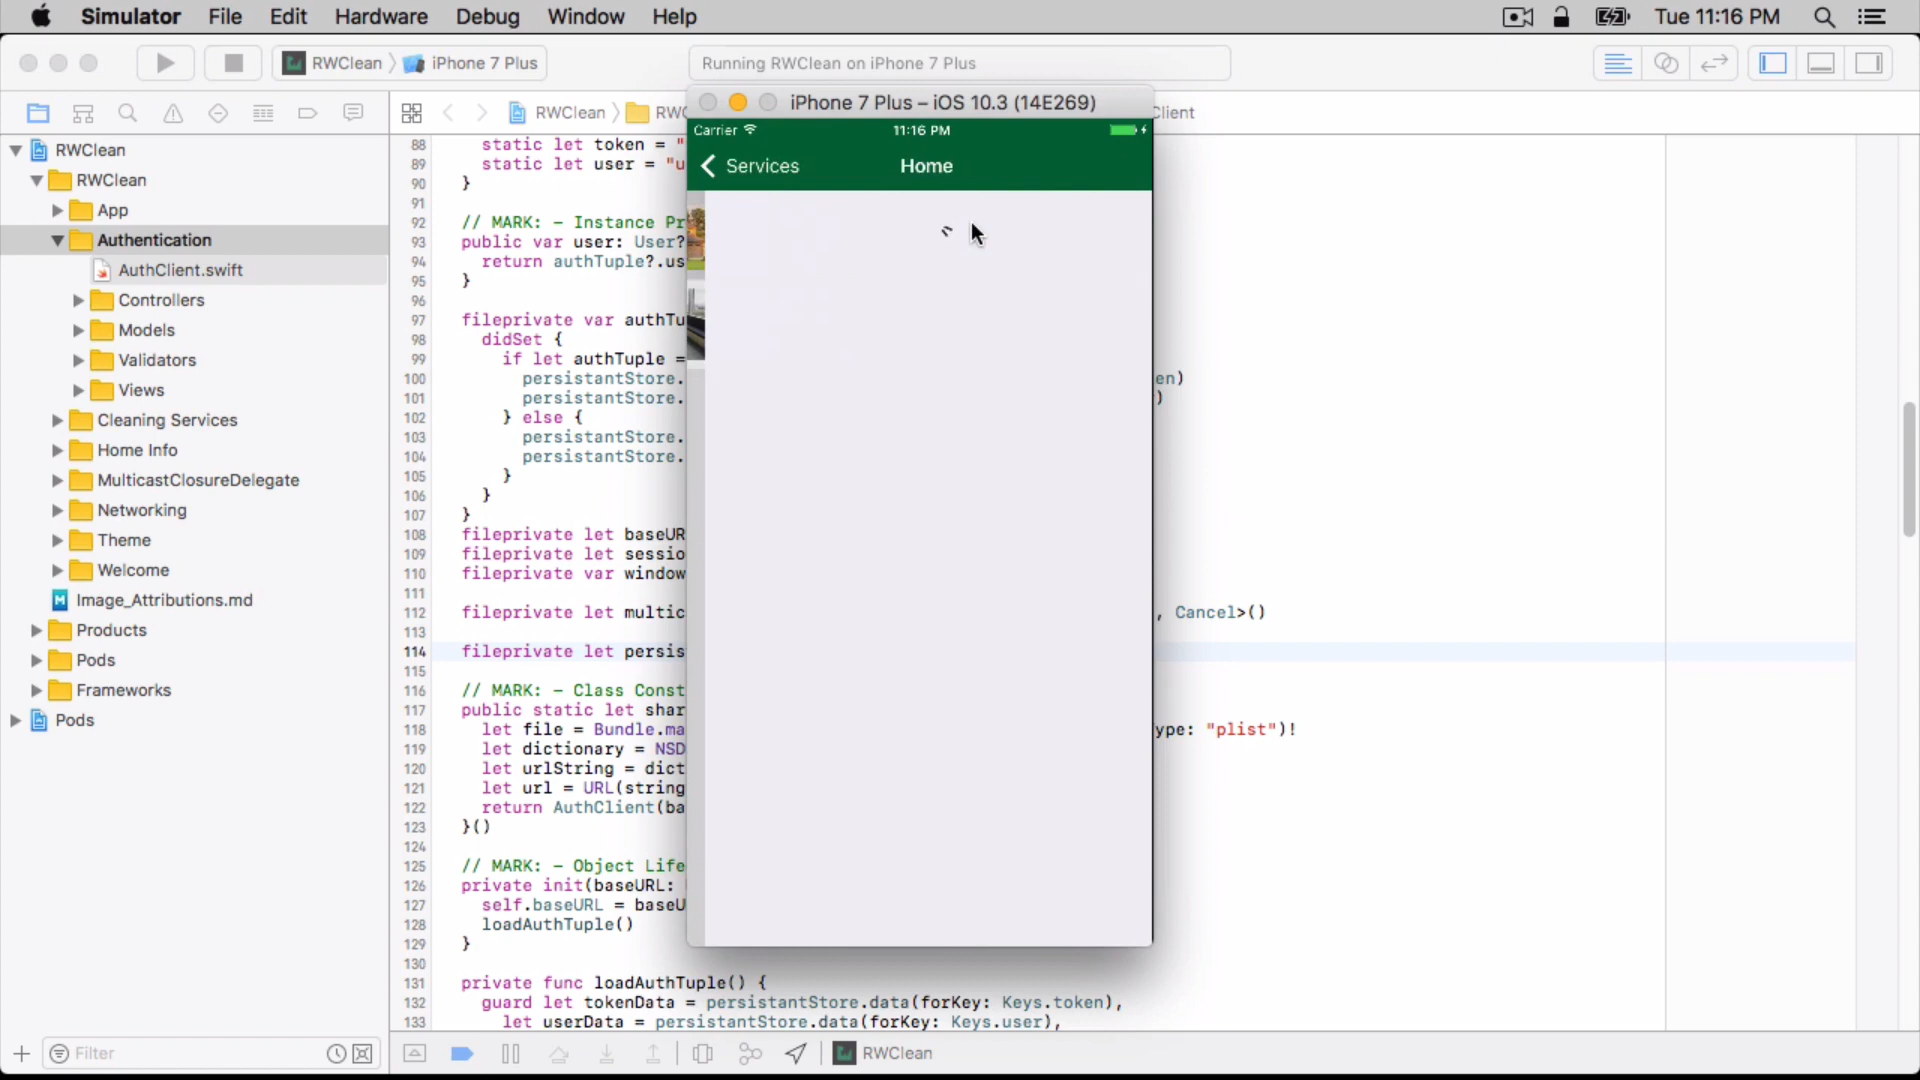 Simulator File Edit Hardware Debug Window Help Tue 11:16 PM
RWClean iPhone 7 Plus Running RWClean on iPhone 7 Plus
RWClean
iPhone 7 Plus – iOS 10.3 (14E269)
Carrier 11:16 PM
Services Home
RWClean
RWClean
App
Authentication
AuthClient.swift
Controllers
Models
Validators
Views
Cleaning Services
Home Info
MulticastClosureDelegate
Networking
Theme
Welcome
Image_Attributions.md
Products
Pods
Frameworks
Pods
Filter
88 static let token = "
89 static let user = "u
90 }
91
92 // MARK: - Instance Pr
93 public var user: User?
94 return authTuple?.us
95 }
96
97 fileprivate var authTu
98 didSet {
99 if let authTuple =
100 persistantStore. en)
101 persistantStore. )
102 } else {
103 persistantStore.
104 persistantStore.
105 }
106 }
107 }
108 fileprivate let baseUR
109 fileprivate let sessio
110 fileprivate var window
111
112 fileprivate let multic , Cancel>()
113
114 fileprivate let persis
115
116 // MARK: - Class Const
117 public static let shar
118 let file = Bundle.ma ype: "plist")!
119 let dictionary = NSD
120 let urlString = dict
121 let url = URL(string
122 return AuthClient(ba
123 }()
124
125 // MARK: - Object Life
126 private init(baseURL:
127 self.baseURL = baseU
128 loadAuthTuple()
129 }
130
131 private func loadAuthTuple() {
132 guard let tokenData = persistantStore.data(forKey: Keys.token),
133 let userData = persistantStore.data(forKey: Keys.user),
RWClean